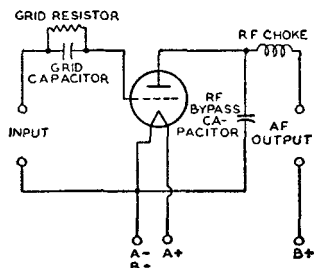 GRID RESISTOR
GRID
CAPACITOR
RF CHOKE
INPUT
RF
BYPASS
CA-
PACITOR
AF
OUTPUT
A-
B-
A+
B+